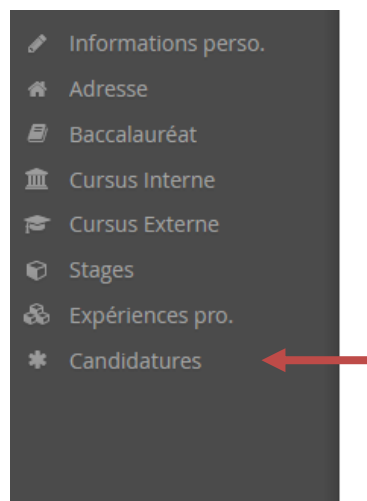 Informations perso.
Adresse
Baccalauréat
Cursus Interne
Cursus Externe
Stages
Expériences pro.
Candidatures